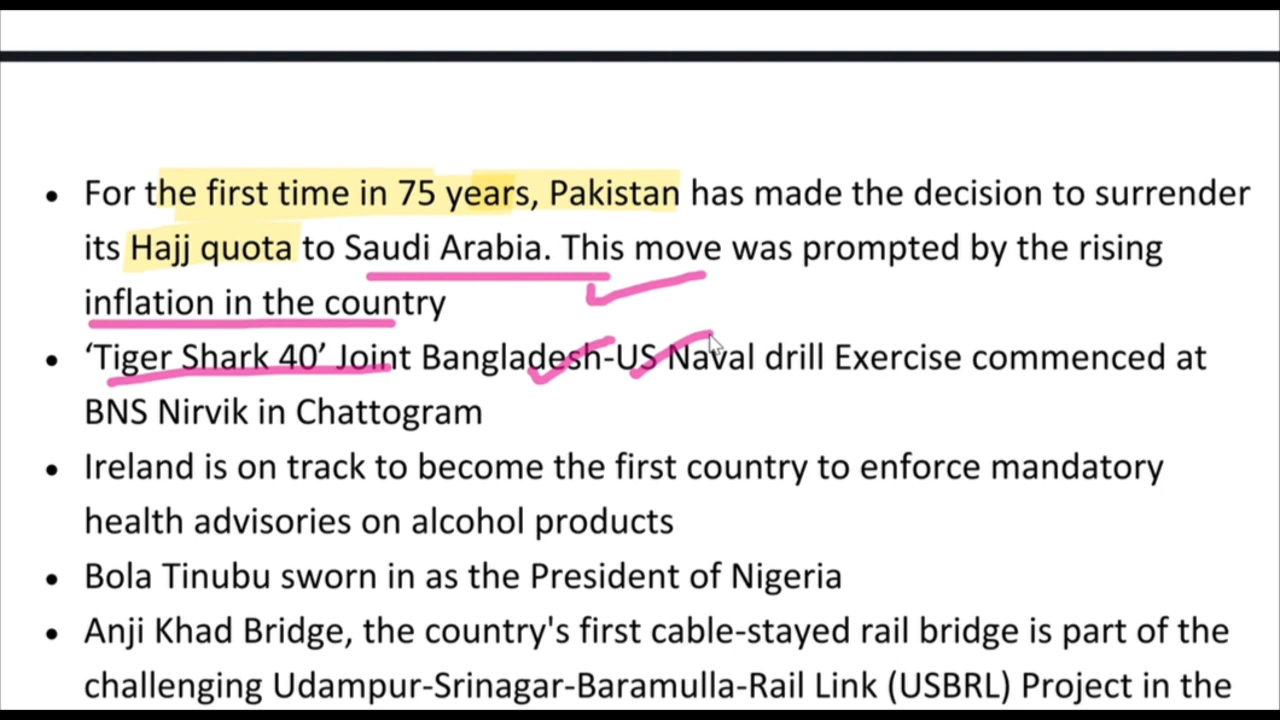 • For the first time in 75 years, Pakistan has made the decision to surrender
its Hajj quota to Saudi Arabia. This move was prompted by the rising
inflation in the country
• ‘Tiger Shark 40’ Joint Bangladesh-US Naval drill Exercise commenced at
BNS Nirvik in Chattogram
• Ireland is on track to become the first country to enforce mandatory
health advisories on alcohol products
• Bola Tinubu sworn in as the President of Nigeria
• Anji Khad Bridge, the country's first cable-stayed rail bridge is part of the
challenging Udampur-Srinagar-Baramulla-Rail Link (USBRL) Project in the